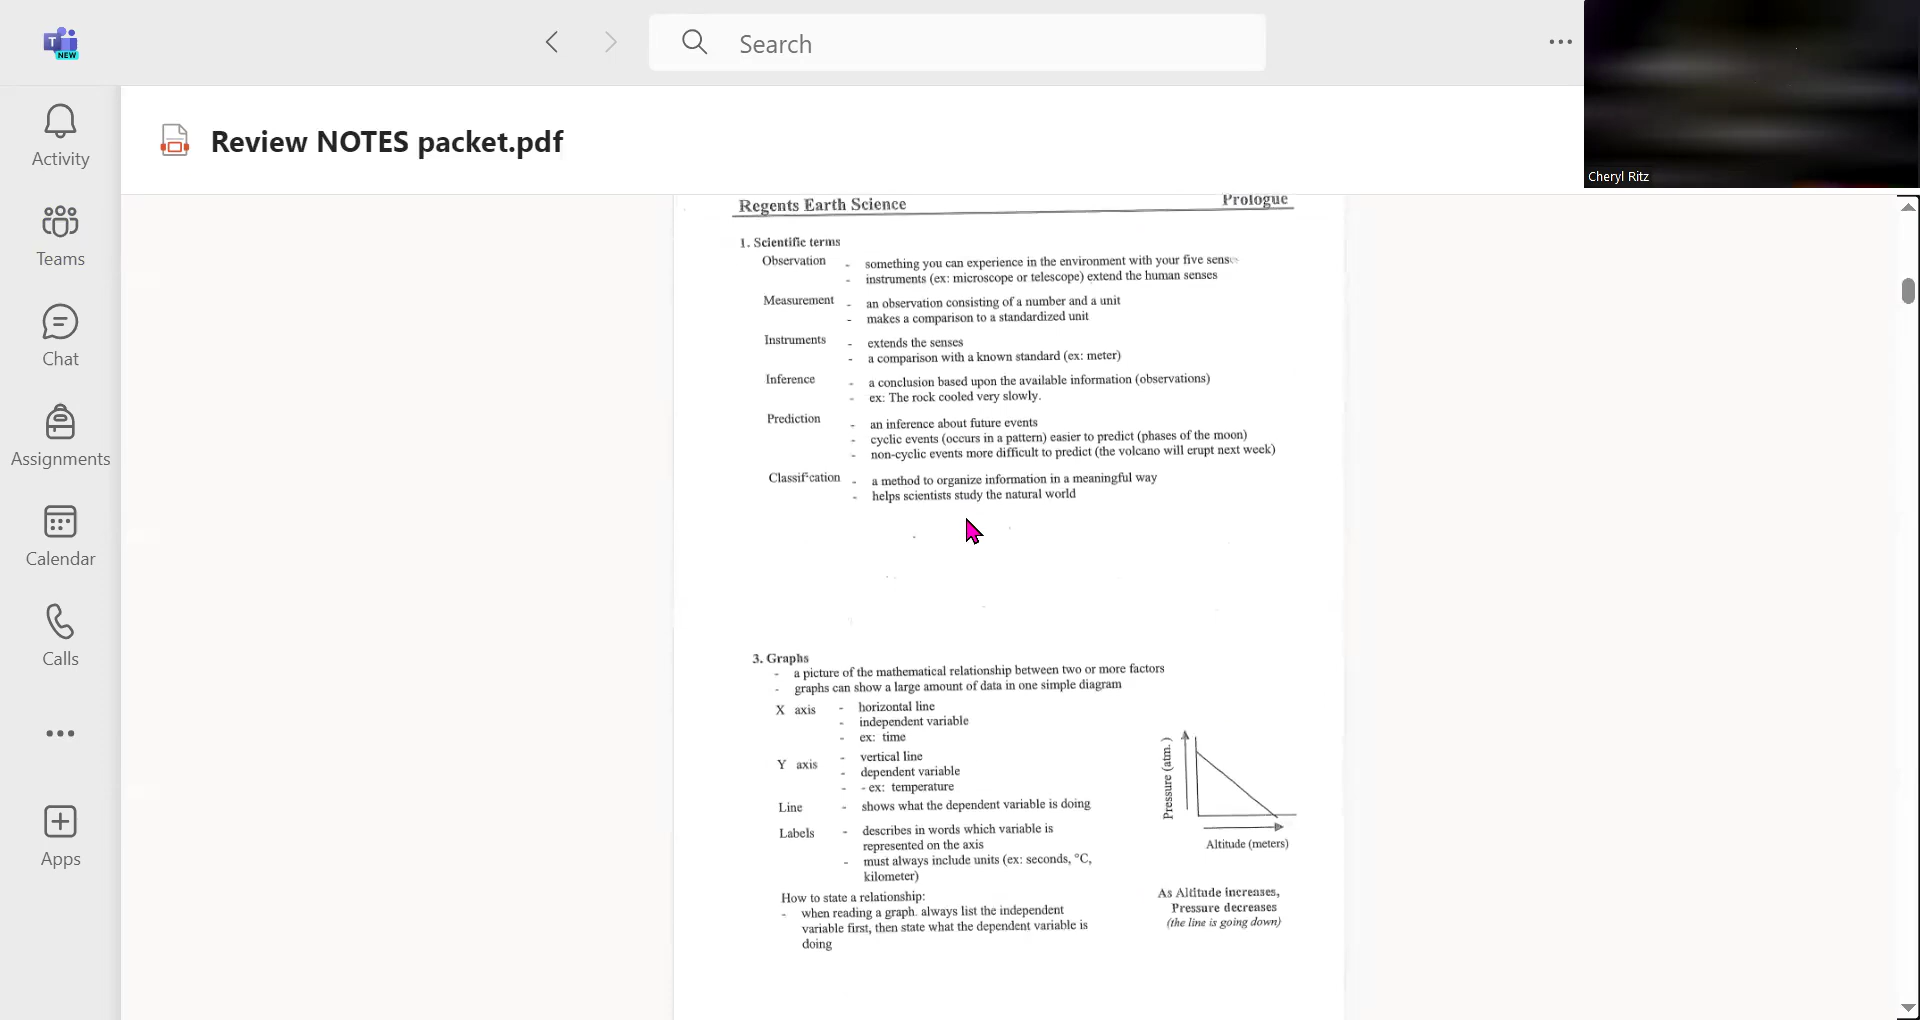 T
NEW
Search
Cheryl Ritz
Activity
Teams
Chat
Assignments
Calendar
Calls
Apps
Review NOTES packet.pdf
Regents Earth Science Prologue
1. Scientific terms
Observation - something you can experience in the environment with your five senses
- instruments (ex: microscope or telescope) extend the human senses
Measurement - an observation consisting of a number and a unit
- makes a comparison to a standardized unit
Instruments - extends the senses
- a comparison with a known standard (ex: meter)
Inference - a conclusion based upon the available information (observations)
- ex: The rock cooled very slowly.
Prediction - an inference about future events
- cyclic events (occurs in a pattern) easier to predict (phases of the moon)
- non-cyclic events more difficult to predict (the volcano will erupt next week)
Classification - a method to organize information in a meaningful way
- helps scientists study the natural world
3. Graphs
- a picture of the mathematical relationship between two or more factors
- graphs can show a large amount of data in one simple diagram
X axis - horizontal line
- independent variable
- ex: time
Y axis - vertical line
- dependent variable
- - ex: temperature
Line - shows what the dependent variable is doing
Labels - describes in words which variable is
represented on the axis
- must always include units (ex: seconds, °C,
kilometer)
How to state a relationship:
- when reading a graph. always list the independent
variable first, then state what the dependent variable is
doing
Pressure (atm.)
Altitude (meters)
As Altitude increases,
Pressure decreases
(the line is going down)